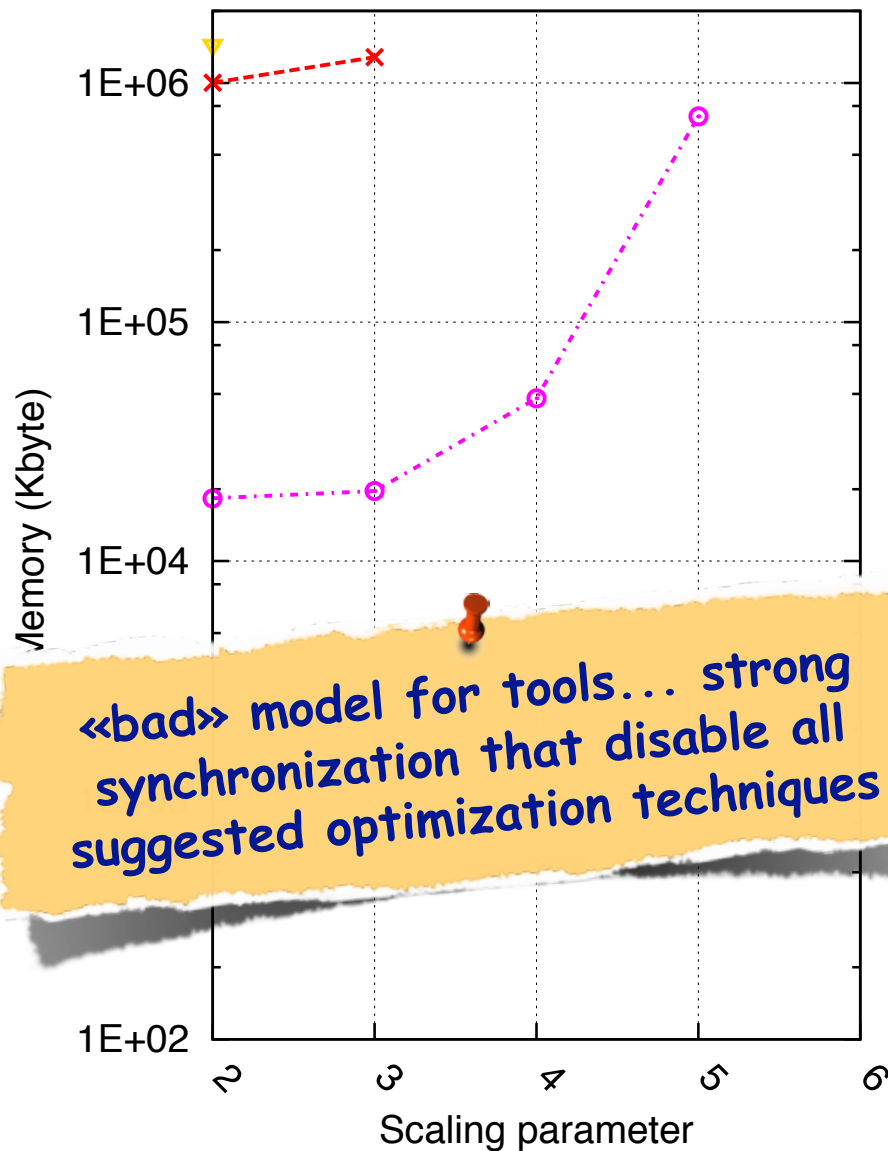 1E+06
1E+05
1E+04
1E+02
(Kbyte)
«bad» model for tools... strong
synchronization that disable all
suggested optimization techniques
2
3
4
5
6
Scaling parameter